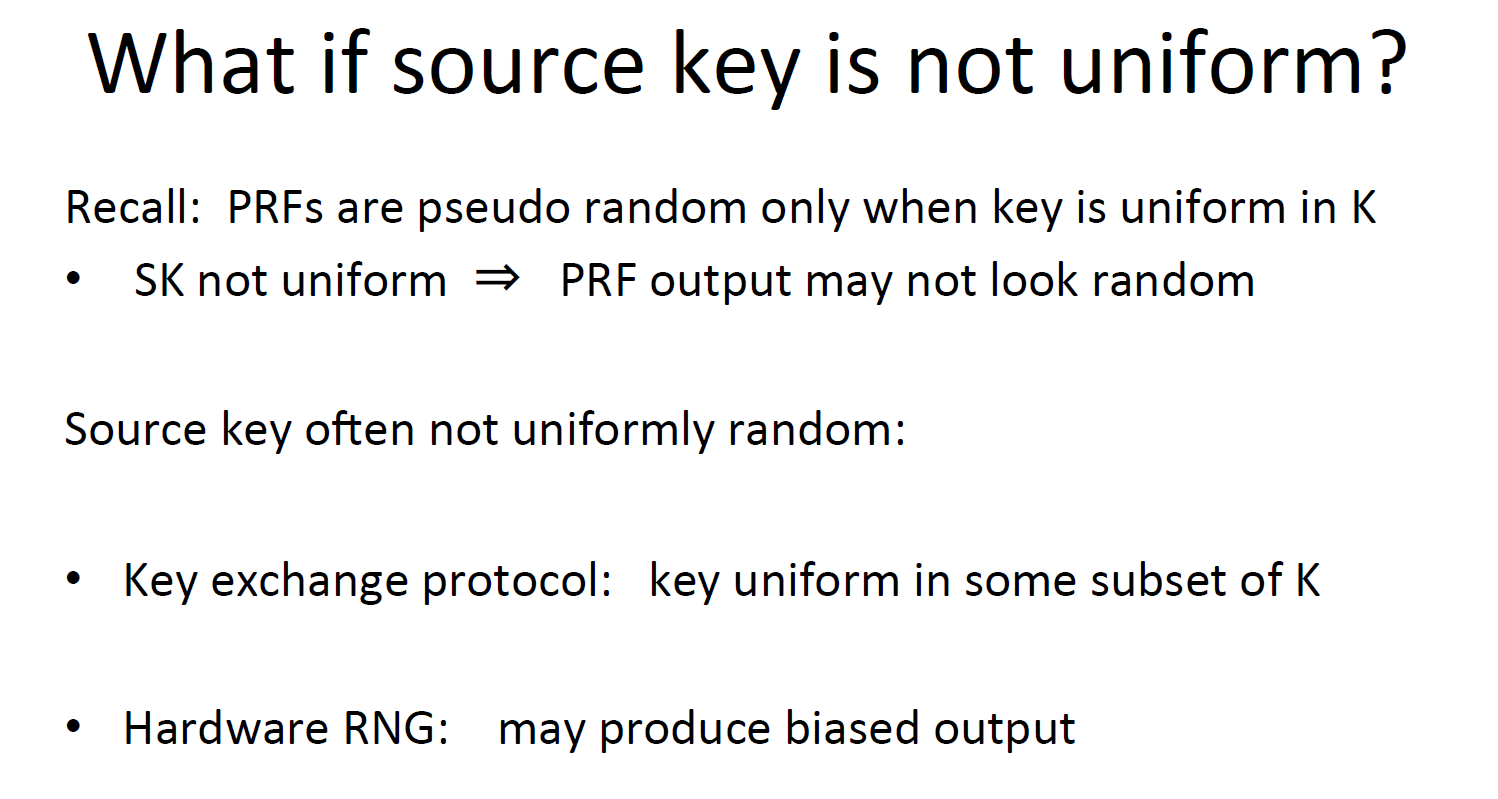 What if source key is not uniform?
Recall: PRFs are pseudo random only when key is uniform in K
• SK not uniform ⇒ PRF output may not look random
Source key often not uniformly random:
• Key exchange protocol: key uniform in some subset of K
• Hardware RNG: may produce biased output